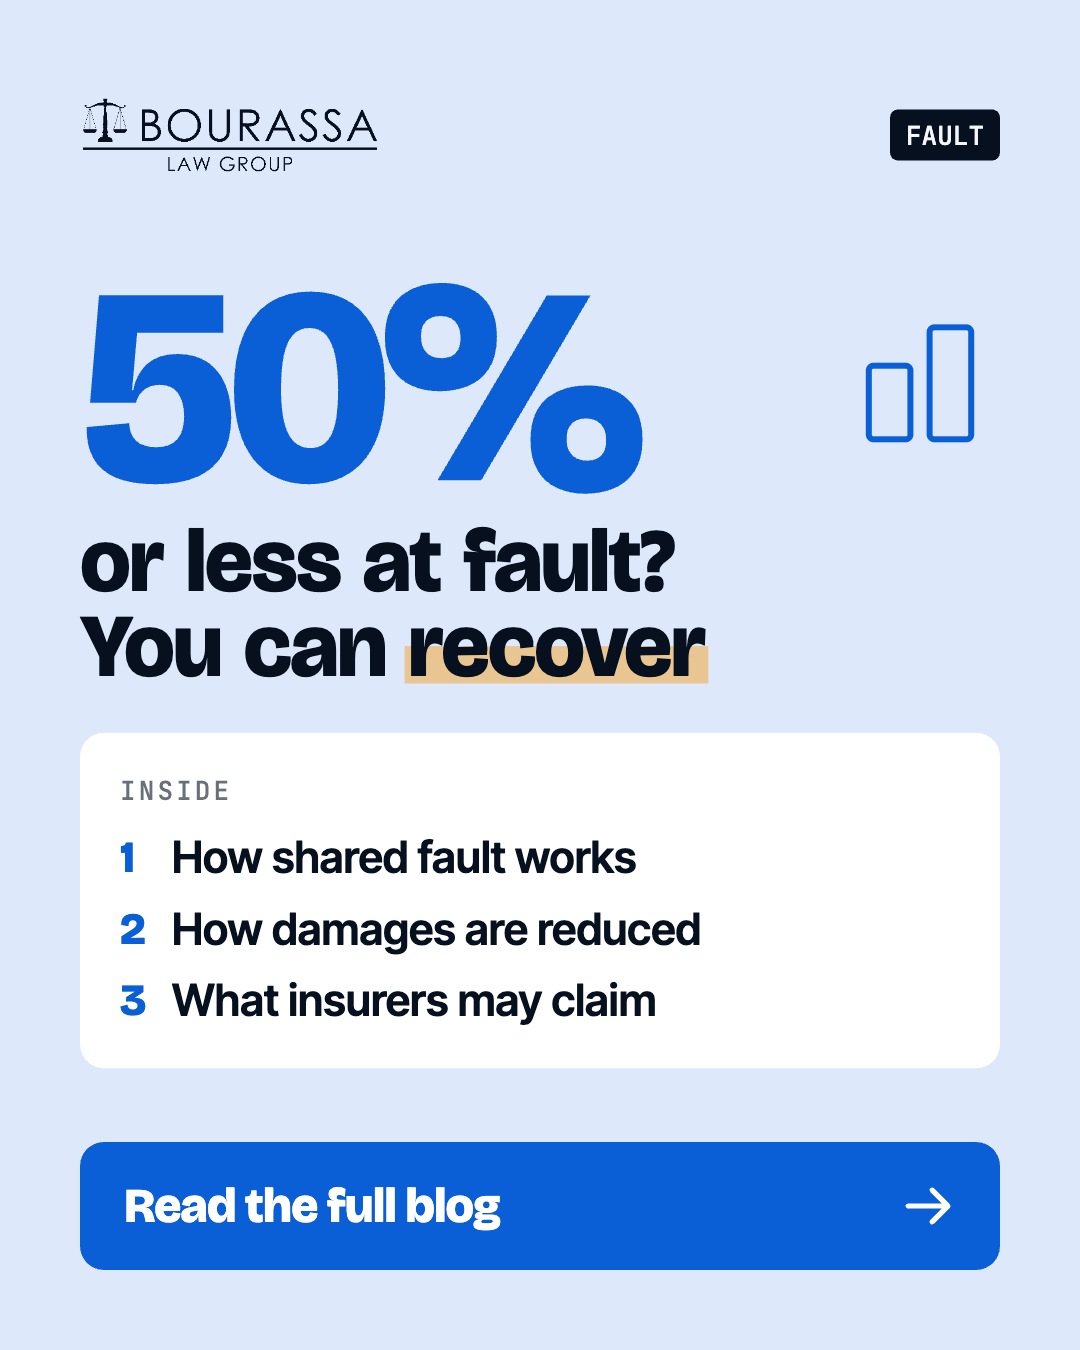 BOURASSA
LAW GROUP
FAULT
50%
or less at fault?
You can recover
INSIDE
1 How shared fault works
2 How damages are reduced
3 What insurers may claim
Read the full blog